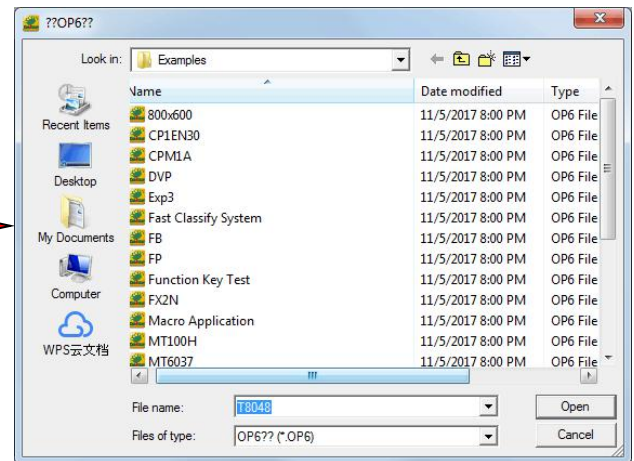 ??OP6??
Look in: Examples
Name Date modified Type
800x600 11/5/2017 8:00 PM OP6 File
CP1EN30 11/5/2017 8:00 PM OP6 File
CPM1A 11/5/2017 8:00 PM OP6 File
DVP 11/5/2017 8:00 PM OP6 File
Exp3 11/5/2017 8:00 PM OP6 File
Fast Classify System 11/5/2017 8:00 PM OP6 File
FB 11/5/2017 8:00 PM OP6 File
FP 11/5/2017 8:00 PM OP6 File
Function Key Test 11/5/2017 8:00 PM OP6 File
FX2N 11/5/2017 8:00 PM OP6 File
Macro Application 11/5/2017 8:00 PM OP6 File
MT100H 11/5/2017 8:00 PM OP6 File
MT6037 11/5/2017 8:00 PM OP6 File
Recent Items
Desktop
My Documents
Computer
WPS云文档
File name: T8048 Open
Files of type: OP6?? (*.OP6) Cancel